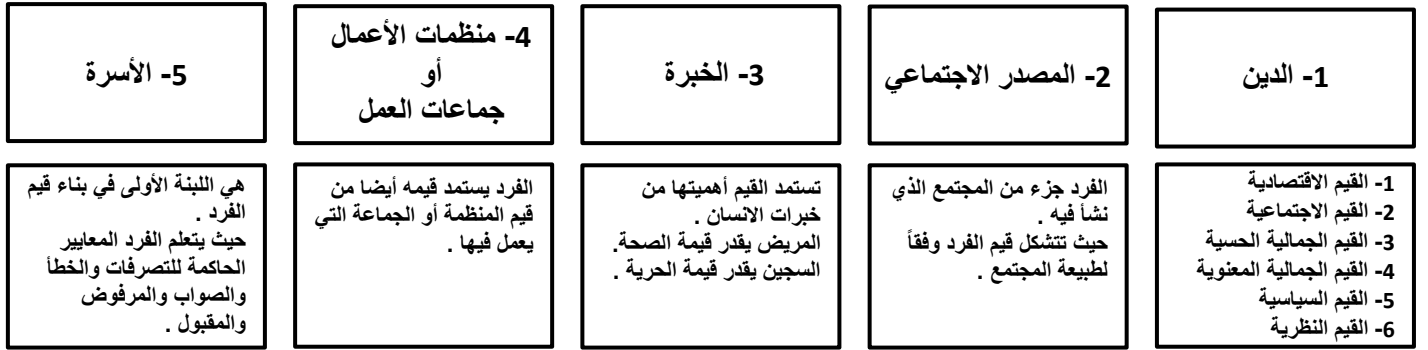 1- الدين
2- المصدر الاجتماعي
3- الخبرة
4- منظمات الأعمال
أو
جماعات العمل
5- الأسرة
1- القيم الاقتصادية
2- القيم الاجتماعية
3- القيم الجمالية الحسية
4- القيم الجمالية المعنوية
5- القيم السياسية
6- القيم النظرية
الفرد جزء من المجتمع الذي
نشأ فيه .
حيث تتشكل قيم الفرد وفقاً
لطبيعة المجتمع .
تستمد القيم أهميتها من
خبرات الانسان .
المريض يقدر قيمة الصحة.
السجين يقدر قيمة الحرية .
الفرد يستمد قيمه أيضا من
قيم المنظمة أو الجماعة التي
يعمل فيها .
هي اللبنة الأولى في بناء قيم
الفرد .
حيث يتعلم الفرد المعايير
الحاكمة للتصرفات والخطأ
والصواب والمرفوض
والمقبول .